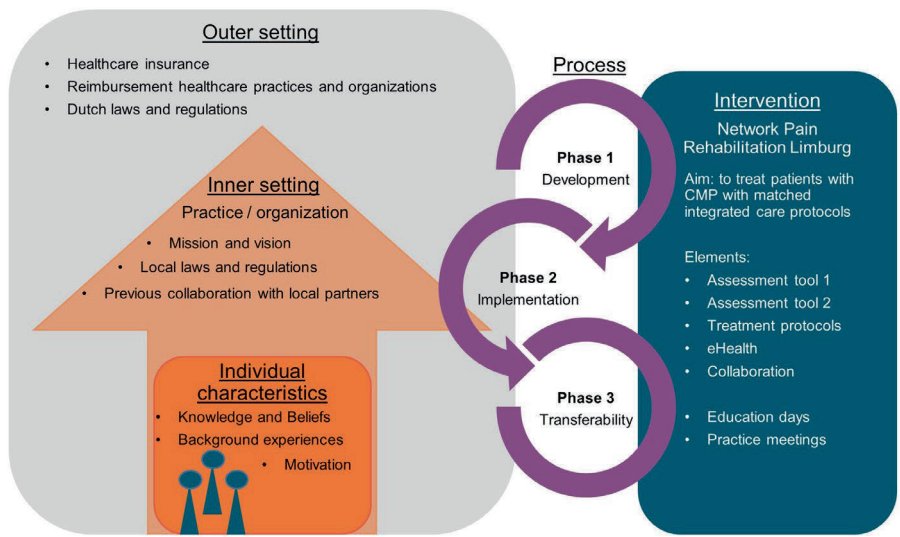 Outer setting
• Healthcare insurance
• Reimbursement healthcare practices and organizations
• Dutch laws and regulations
Inner setting
Practice / organization
• Mission and vision
• Local laws and regulations
• Previous collaboration with local partners
Individual
characteristics
• Knowledge and Beliefs
• Background experiences
• Motivation
Process
Phase 1
Development
Phase 2
Implementation
Phase 3
Transferability
Intervention
Network Pain
Rehabilitation Limburg
Aim: to treat patients with
CMP with matched
integrated care protocols
Elements:
• Assessment tool 1
• Assessment tool 2
• Treatment protocols
• eHealth
• Collaboration
• Education days
• Practice meetings